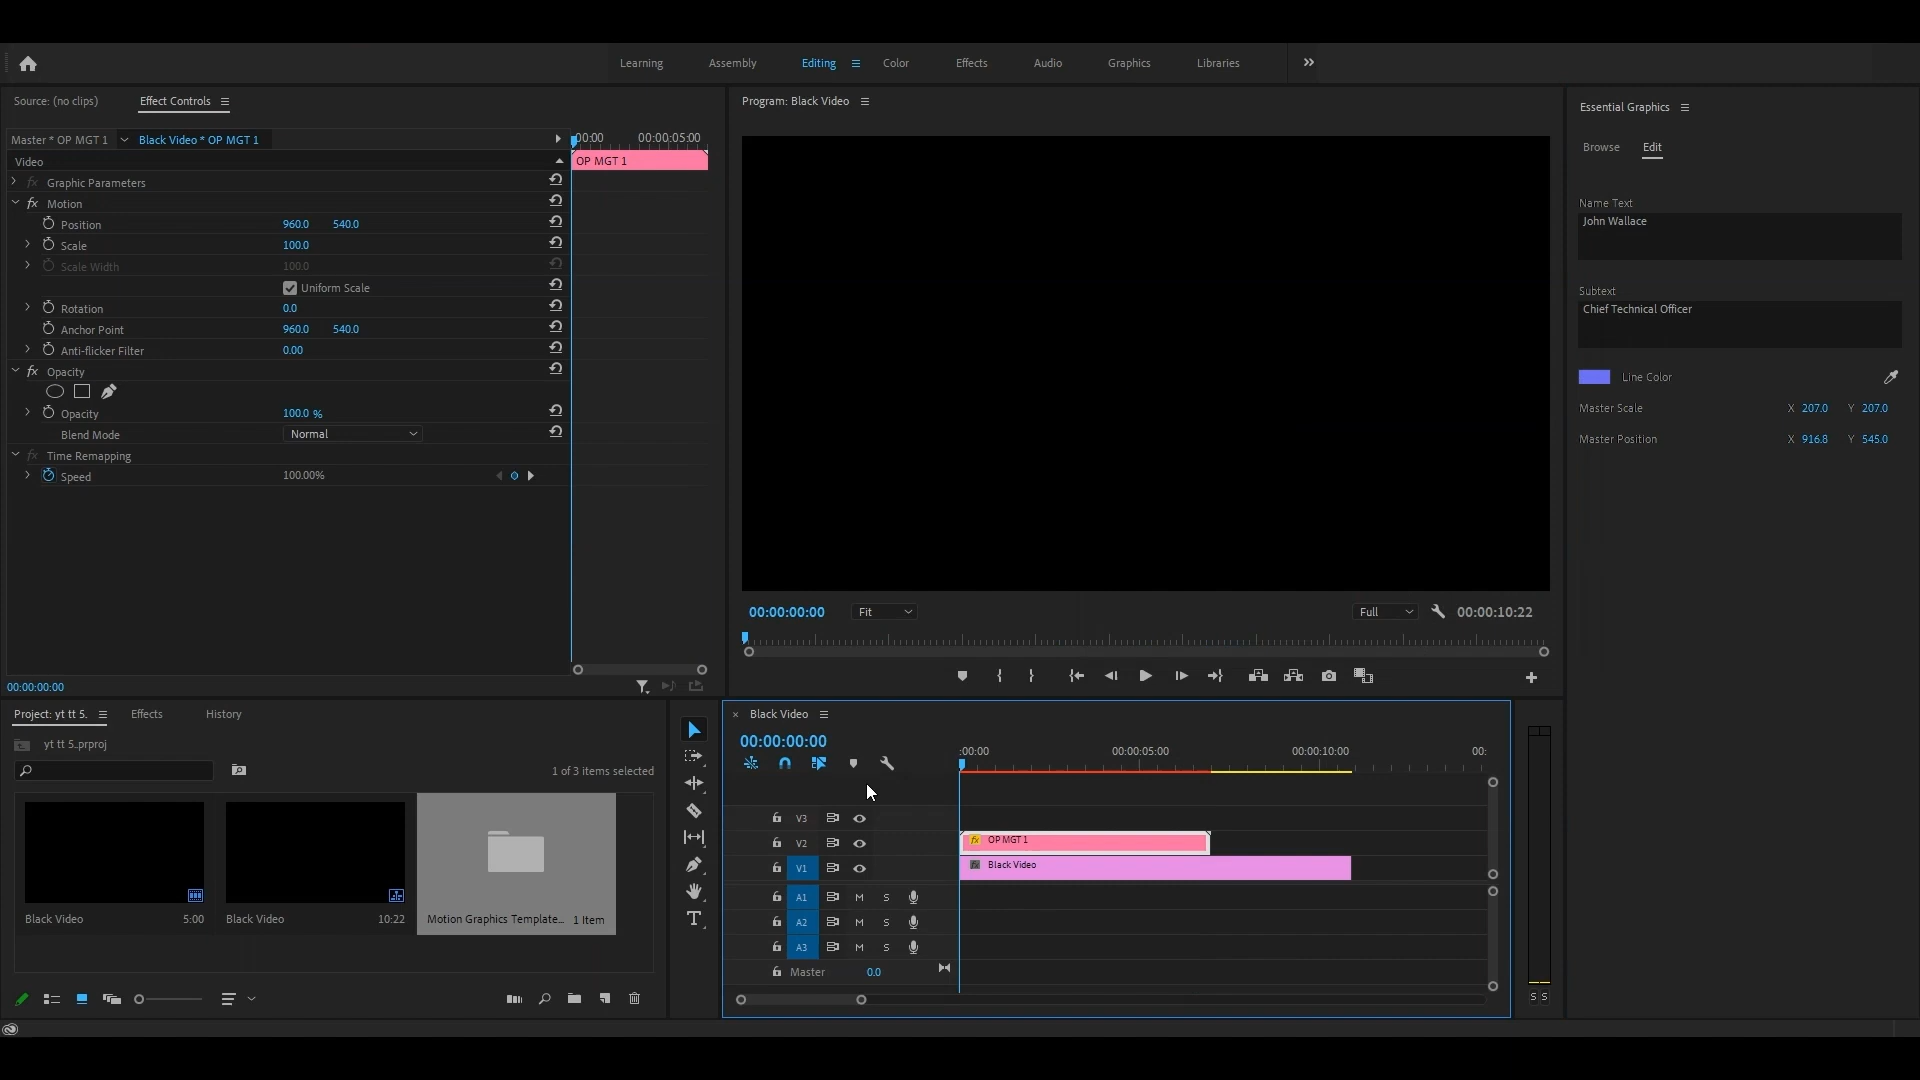 Learning Assembly Editing Color Effects Audio Graphics Libraries
Source: (no clips) Effect Controls
Master * OP MGT 1 Black Video * OP MGT 1
:00:00 00:00:05:00
Video
OP MGT 1
fx Graphic Parameters
fx Motion
Position 960.0 540.0
Scale 100.0
Scale Width 100.0
Uniform Scale
Rotation 0.0
Anchor Point 960.0 540.0
Anti-flicker Filter 0.00
fx Opacity
Opacity 100.0 %
Blend Mode Normal
fx Time Remapping
Speed 100.00%
00:00:00:00
Program: Black Video
00:00:00:00 Fit Full 00:00:10:22
Essential Graphics
Browse Edit
Name Text
John Wallace
Subtext
Chief Technical Officer
Line Color
Master Scale X 207.0 Y 207.0
Master Position X 916.8 Y 545.0
Project: yt tt 5. Effects History
yt tt 5.prproj
1 of 3 items selected
Black Video 5:00
Black Video 10:22
Motion Graphics Template... 1 Item
× Black Video
00:00:00:00
:00:00 00:00:05:00 00:00:10:00 00:
V3
V2 fx OP MGT 1
V1 fx Black Video
A1 M S
A2 M S
A3 M S
Master 0.0
S S